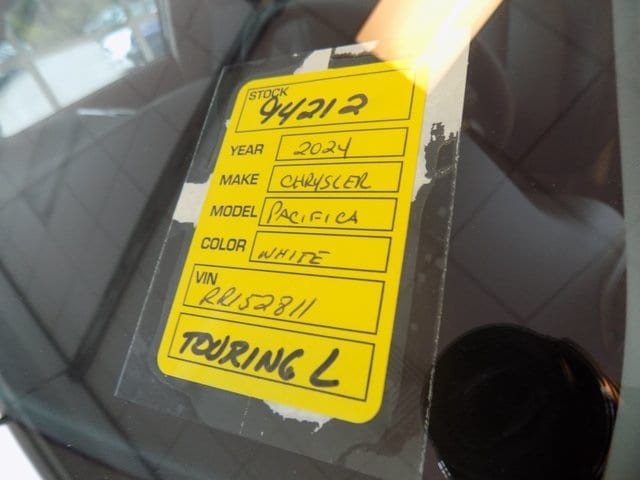 STOCK 94212
YEAR 2024
MAKE CHRYSLER
MODEL PACIFICA
COLOR WHITE
VIN
RR152811
TOURING L